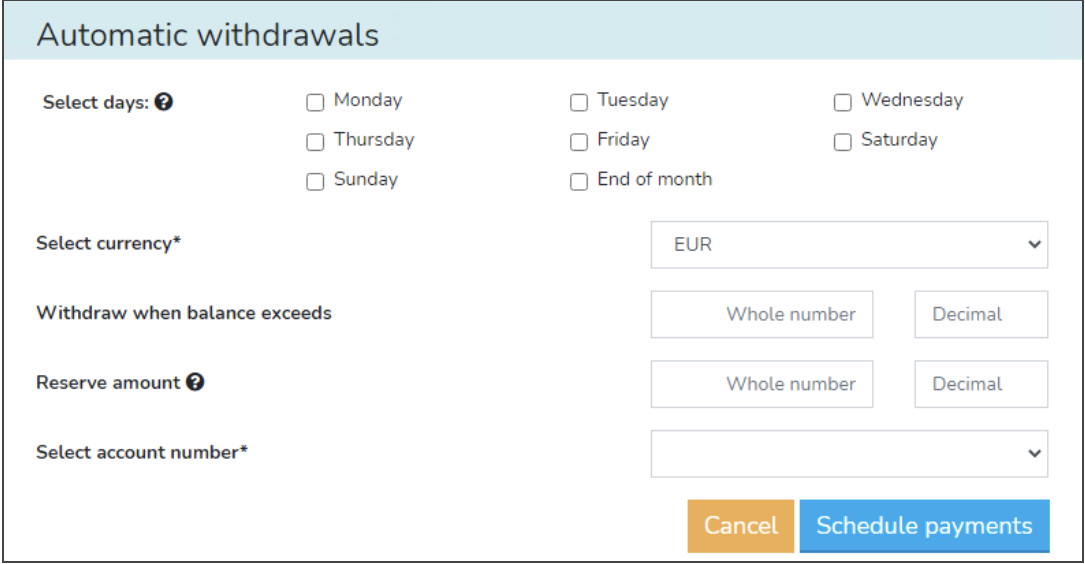 Automatic withdrawals
Select days: ? Monday Tuesday Wednesday
Thursday Friday Saturday
Sunday End of month
Select currency* EUR
Withdraw when balance exceeds Whole number Decimal
Reserve amount ? Whole number Decimal
Select account number*
Cancel Schedule payments